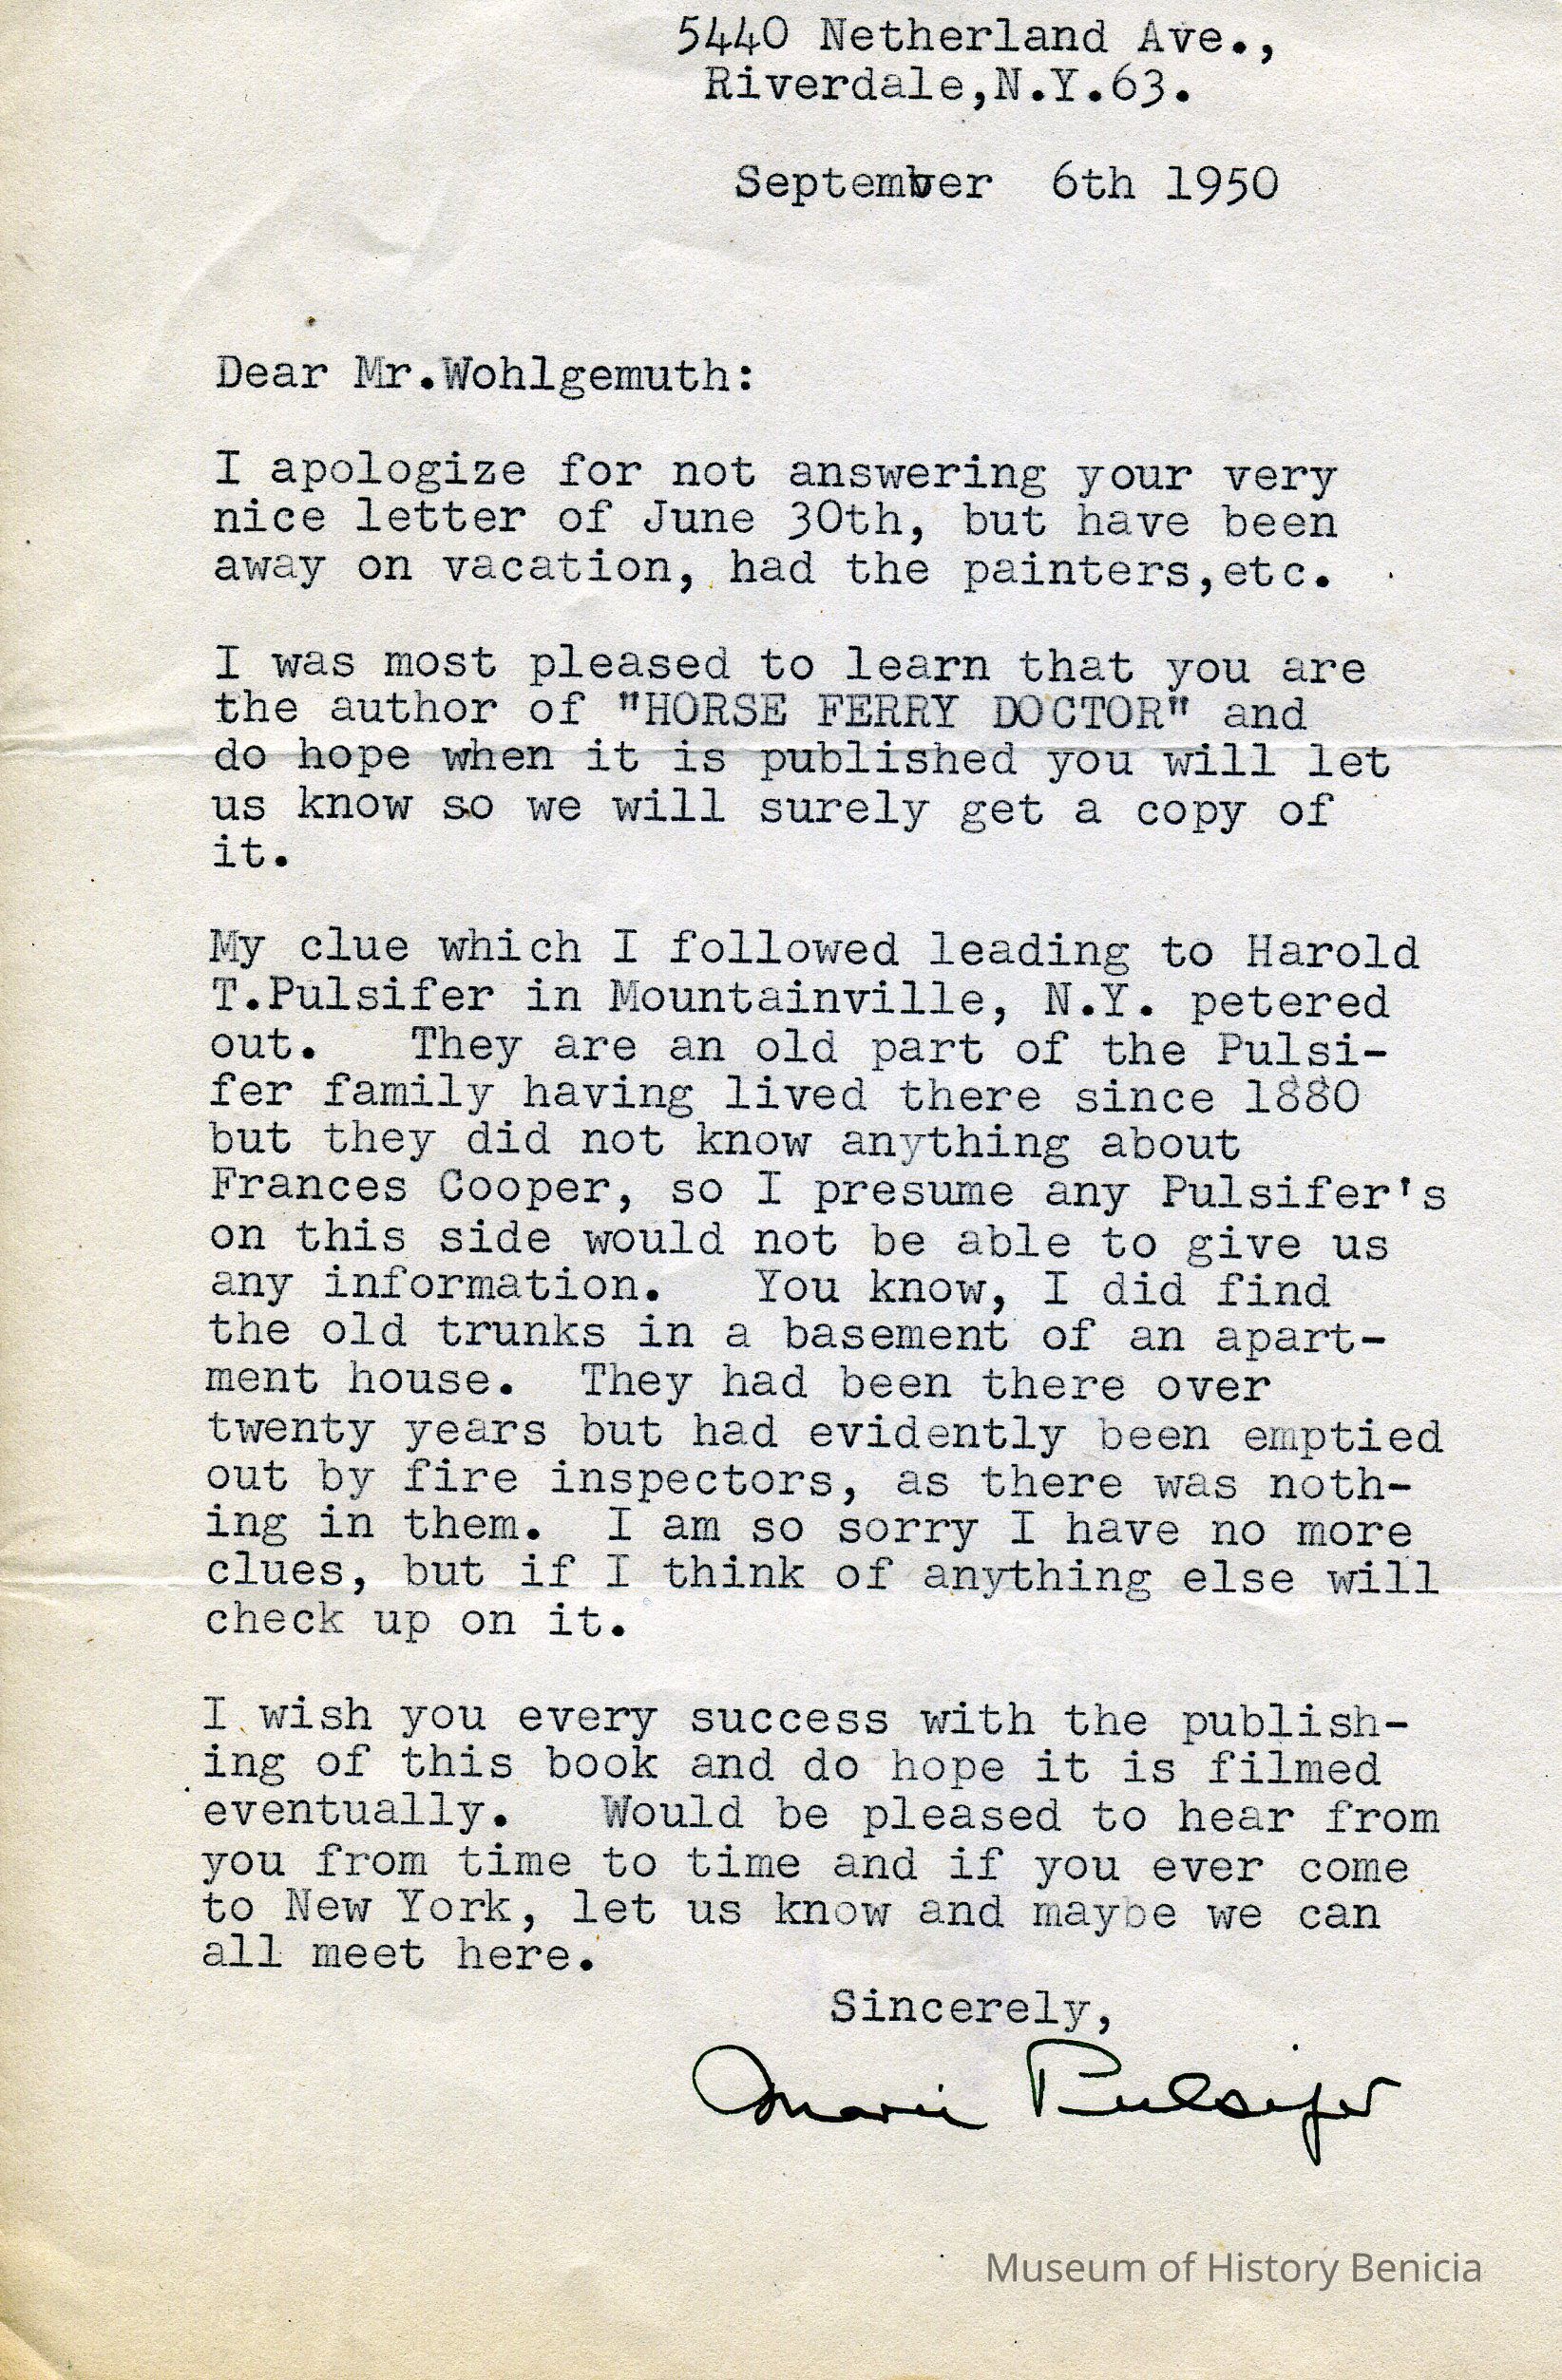 5440 Netherland Ave.,
Riverdale,N.Y.63.
September 6th 1950
Dear Mr.Wohlgemuth:
I apologize for not answering your very
nice letter of June 30th, but have been
away on vacation, had the painters,etc.
I was most pleased to learn that you are
the author of "HORSE FERRY DOCTOR" and
do hope when it is published you will let
us know so we will surely get a copy of
it.
My clue which I followed leading to Harold
T.Pulsifer in Mountainville, N.Y. petered
out. They are an old part of the Pulsi-
fer family having lived there since 1880
but they did not know anything about
Frances Cooper, so I presume any Pulsifer's
on this side would not be able to give us
any information. You know, I did find
the old trunks in a basement of an apart-
ment house. They had been there over
twenty years but had evidently been emptied
out by fire inspectors, as there was noth-
ing in them. I am so sorry I have no more
clues, but if I think of anything else will
check up on it.
I wish you every success with the publish-
ing of this book and do hope it is filmed
eventually. Would be pleased to hear from
you from time to time and if you ever come
to New York, let us know and maybe we can
all meet here.
Sincerely,
Marie Pulsifer
Museum of History Benicia